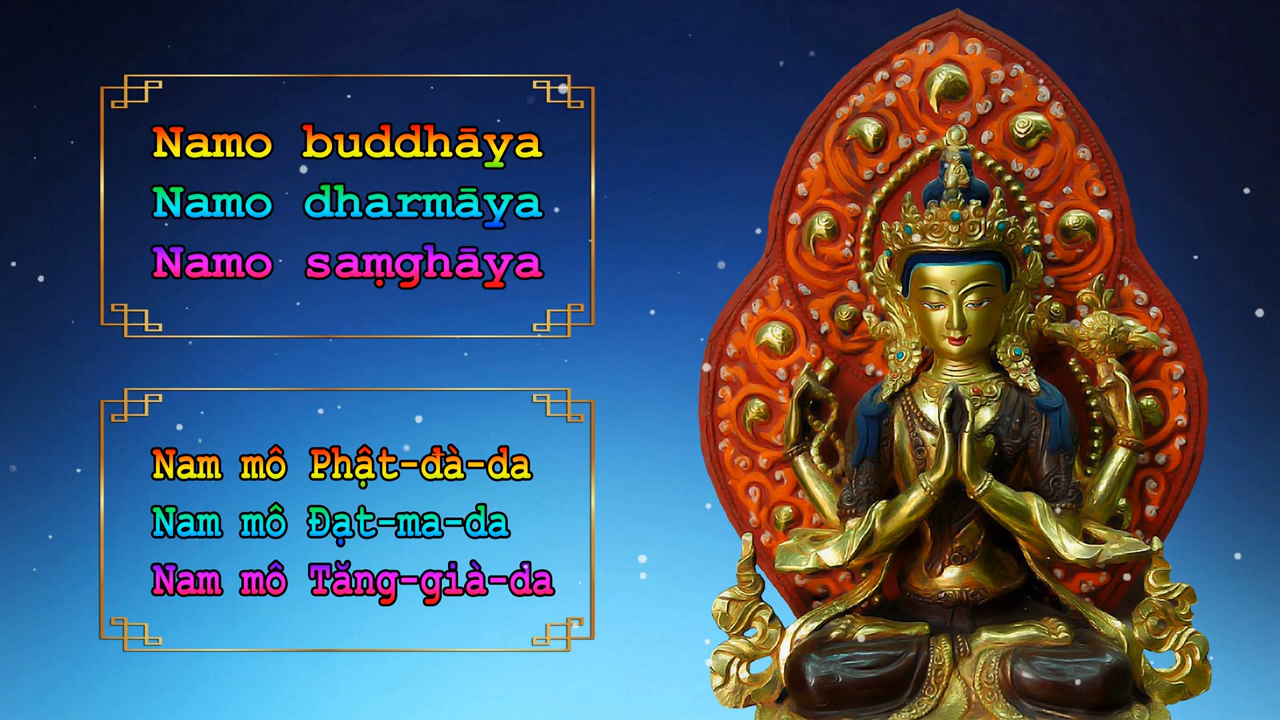 Namo buddhāya
Namo dharmāya
Namo saṃghāya
Nam mô Phật-đà-da
Nam mô Đạt-ma-da
Nam mô Tăng-già-da